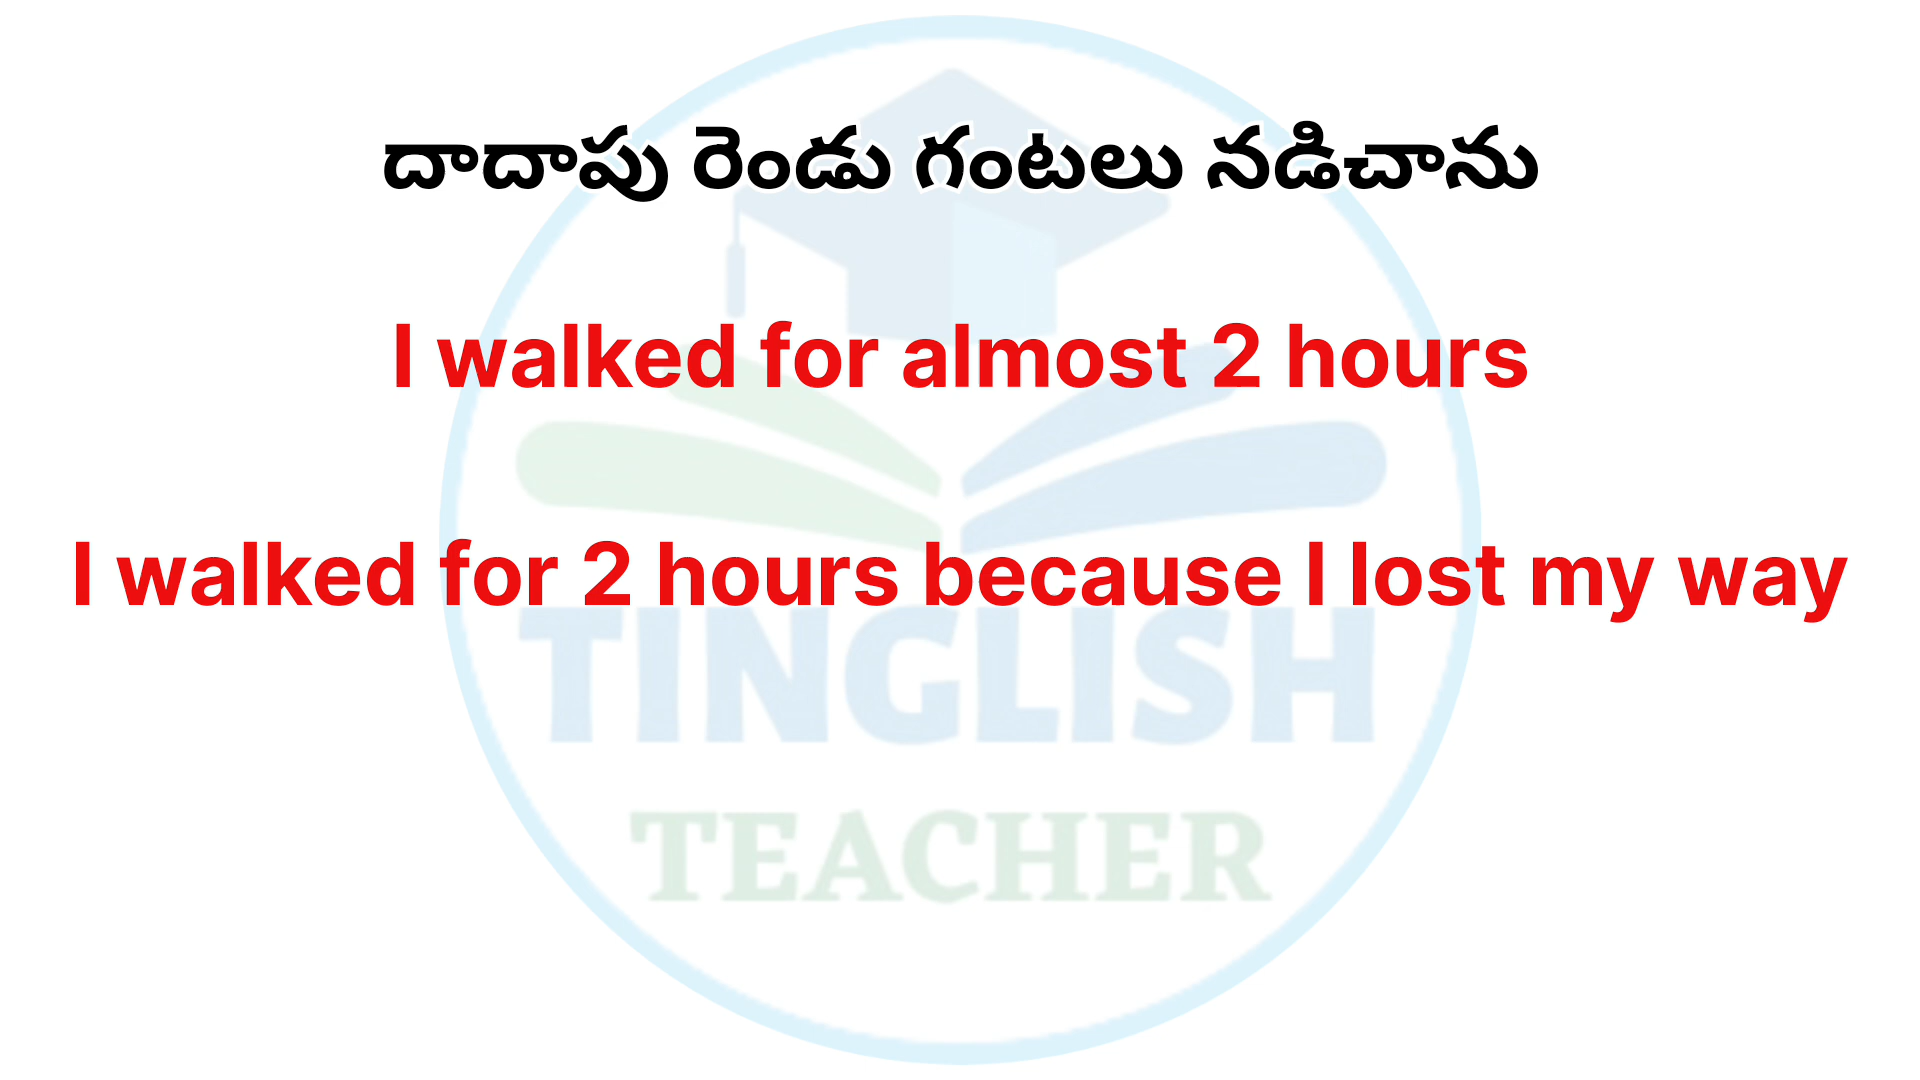 దాదాపు రెండు గంటలు నడిచాను
I walked for almost 2 hours
I walked for 2 hours because I lost my way
TINGLISH
TEACHER